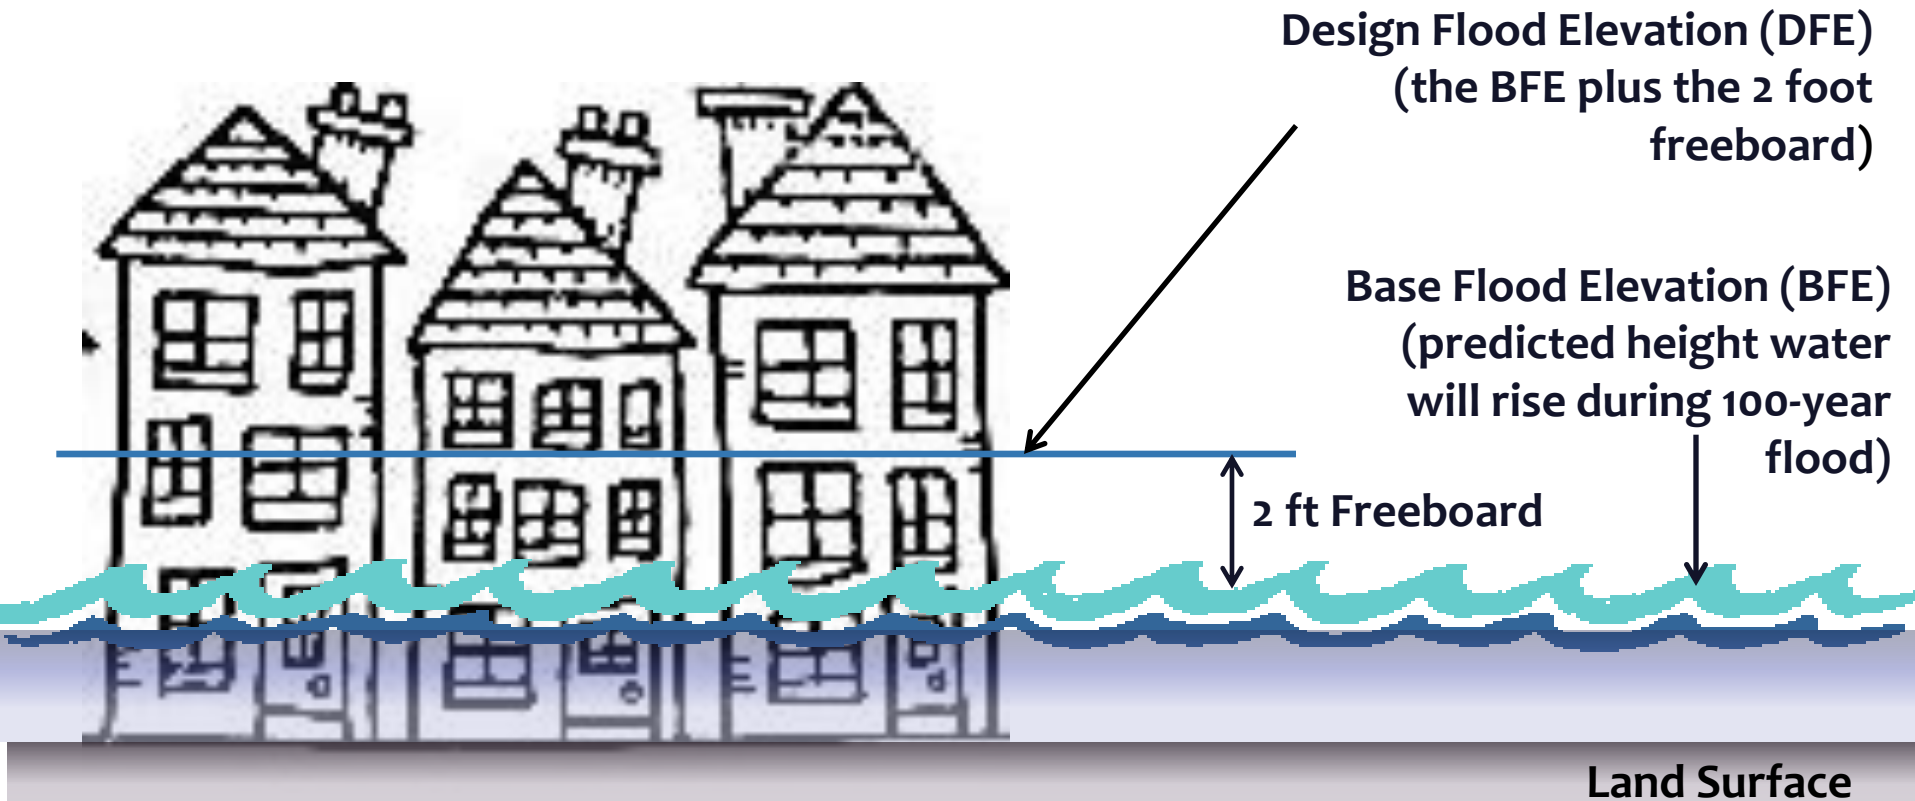 Design Flood Elevation (DFE)
(the BFE plus the 2 foot
freeboard)
Base Flood Elevation (BFE)
(predicted height water
will rise during 100-year
flood)
2 ft Freeboard
Land Surface